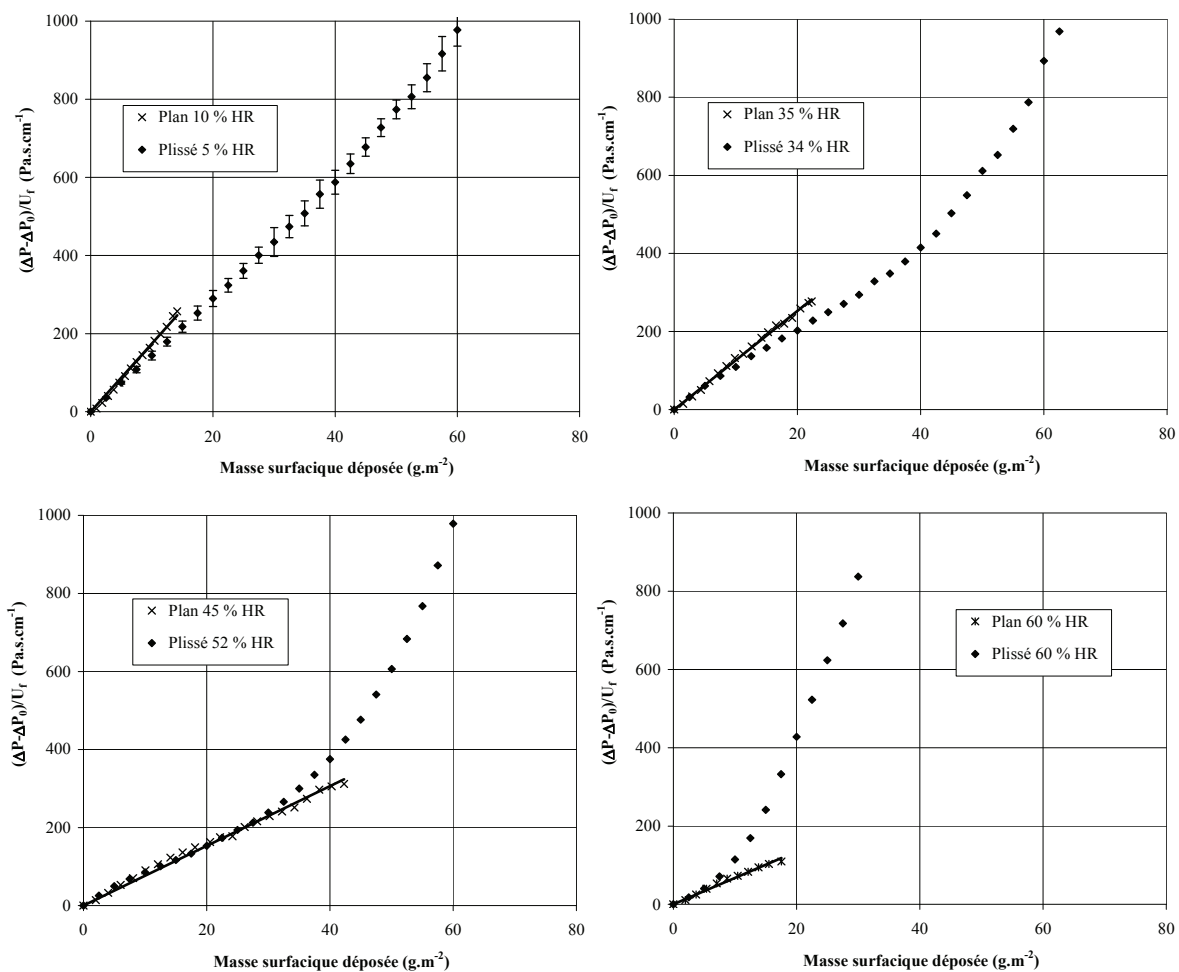 1000
800
600
400
200
0
(ΔP-ΔP₀)/U_f (Pa.s.cm⁻¹)
Plan 10 % HR
Plissé 5 % HR
0 20 40 60 80
Masse surfacique déposée (g.m⁻²)
1000
800
600
400
200
0
(ΔP-ΔP₀)/U_f (Pa.s.cm⁻¹)
Plan 35 % HR
Plissé 34 % HR
0 20 40 60 80
Masse surfacique déposée (g.m⁻²)
1000
800
600
400
200
0
(ΔP-ΔP₀)/U_f (Pa.s.cm⁻¹)
Plan 45 % HR
Plissé 52 % HR
0 20 40 60 80
Masse surfacique déposée (g.m⁻²)
1000
800
600
400
200
0
(ΔP-ΔP₀)/U_f (Pa.s.cm⁻¹)
Plan 60 % HR
Plissé 60 % HR
0 20 40 60 80
Masse surfacique déposée (g.m⁻²)